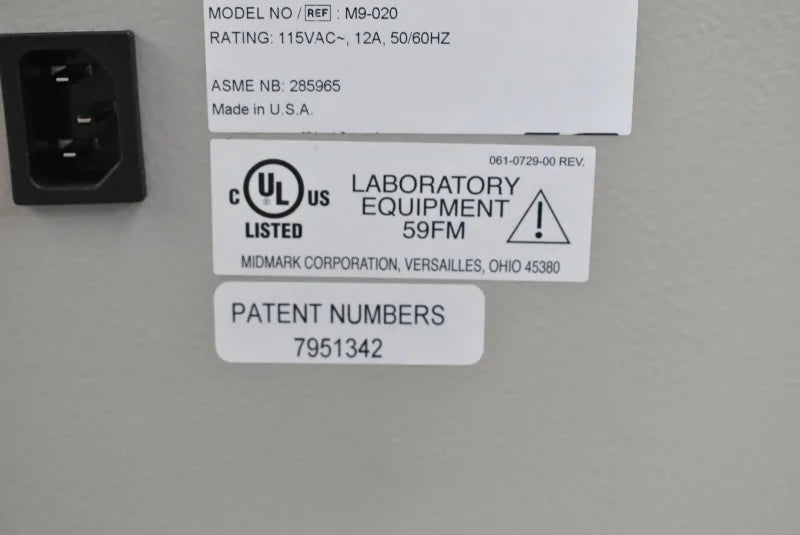 MODEL NO / REF : M9-020
RATING: 115VAC~, 12A, 50/60HZ
ASME NB: 285965
Made in U.S.A.
061-0729-00 REV.
C UL ® US
LISTED
LABORATORY
EQUIPMENT
59FM
MIDMARK CORPORATION, VERSAILLES, OHIO 45380
PATENT NUMBERS
7951342